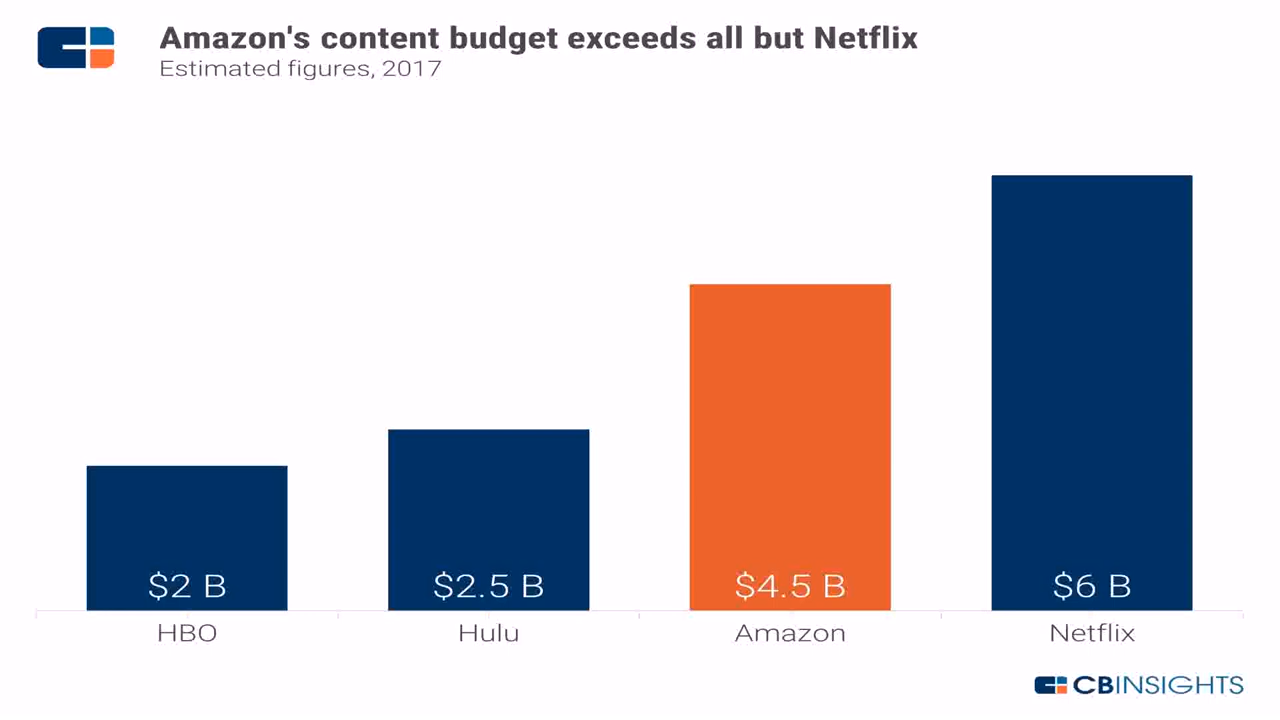 Amazon's content budget exceeds all but Netflix
Estimated figures, 2017
$2 B
$2.5 B
$4.5 B
$6 B
HBO
Hulu
Amazon
Netflix
CBINSIGHTS